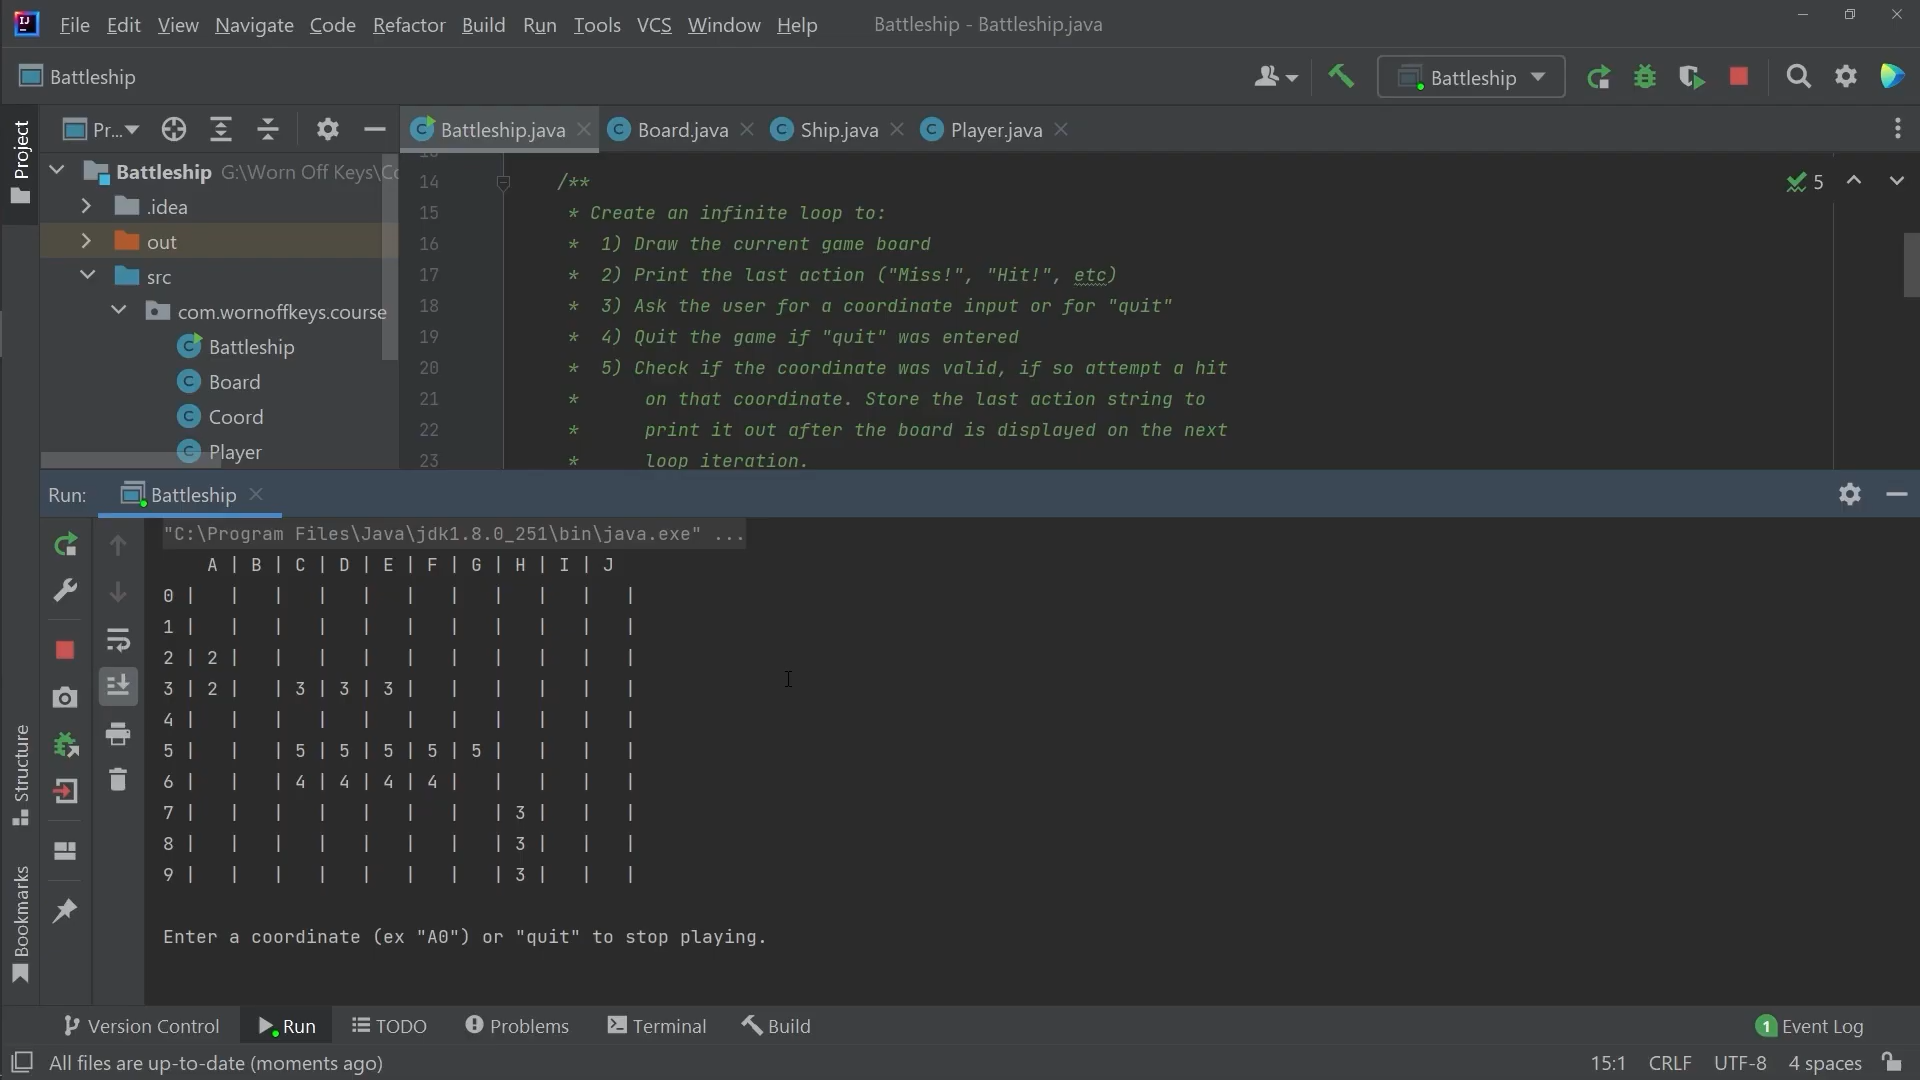 File Edit View Navigate Code Refactor Build Run Tools VCS Window Help Battleship - Battleship.java
Battleship
Battleship
Project
Pr...
Battleship.java Board.java Ship.java Player.java
Battleship G:\Worn Off Keys\Co
.idea
out
src
com.wornoffkeys.course
Battleship
Board
Coord
Player
14 /**
15 * Create an infinite loop to:
16 * 1) Draw the current game board
17 * 2) Print the last action ("Miss!", "Hit!", etc)
18 * 3) Ask the user for a coordinate input or for "quit"
19 * 4) Quit the game if "quit" was entered
20 * 5) Check if the coordinate was valid, if so attempt a hit
21 * on that coordinate. Store the last action string to
22 * print it out after the board is displayed on the next
23 * loop iteration.
5
Run: Battleship
"C:\Program Files\Java\jdk1.8.0_251\bin\java.exe" ...
A | B | C | D | E | F | G | H | I | J
0 |   |   |   |   |   |   |   |   |   |   |
1 |   |   |   |   |   |   |   |   |   |   |
2 | 2 |   |   |   |   |   |   |   |   |   |
3 | 2 |   | 3 | 3 | 3 |   |   |   |   |   |
4 |   |   |   |   |   |   |   |   |   |   |
5 |   |   | 5 | 5 | 5 | 5 | 5 |   |   |   |
6 |   |   | 4 | 4 | 4 | 4 |   |   |   |   |
7 |   |   |   |   |   |   |   | 3 |   |   |
8 |   |   |   |   |   |   |   | 3 |   |   |
9 |   |   |   |   |   |   |   | 3 |   |   |
Enter a coordinate (ex "A0") or "quit" to stop playing.
Structure
Bookmarks
Version Control Run TODO Problems Terminal Build 1 Event Log
All files are up-to-date (moments ago) 15:1 CRLF UTF-8 4 spaces